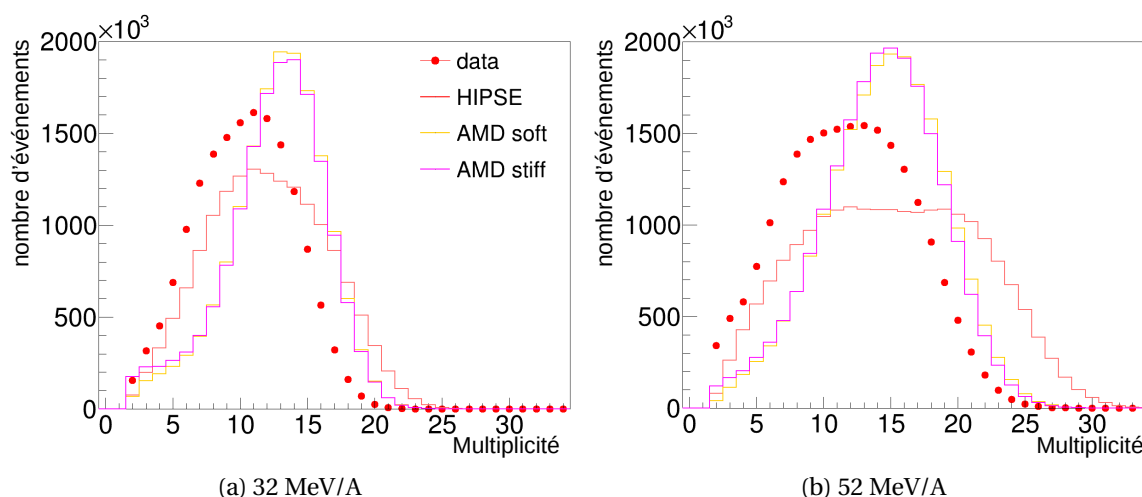 ×10³
nombre d'événements
2000
1500
1000
500
0
data
HIPSE
AMD soft
AMD stiff
0 5 10 15 20 25 30
Multiplicité
(a) 32 MeV/A
×10³
nombre d'événements
2000
1500
1000
500
0
0 5 10 15 20 25 30
Multiplicité
(b) 52 MeV/A